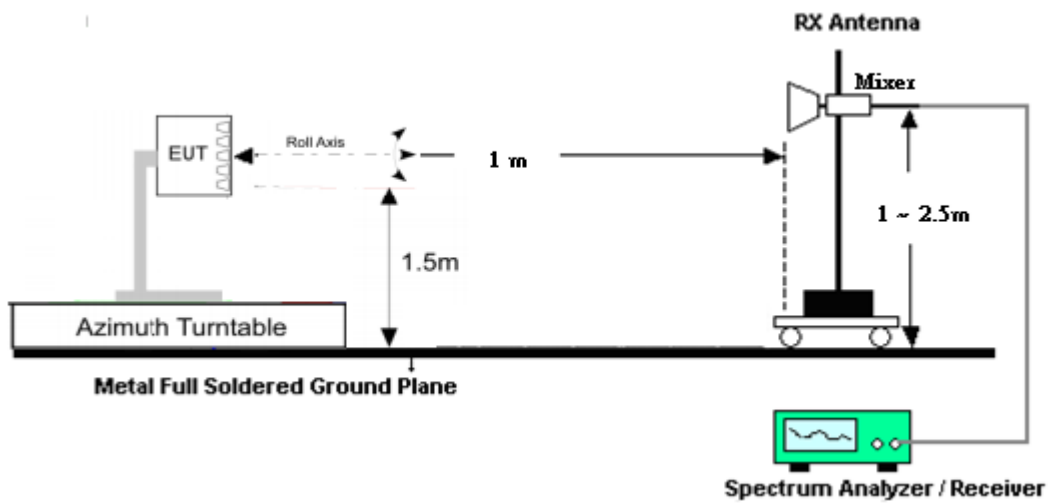 RX Antenna
Mixer
EUT
Roll Axis
1 m
1 ~ 2.5m
1.5m
Azimuth Turntable
Metal Full Soldered Ground Plane
Spectrum Analyzer / Receiver